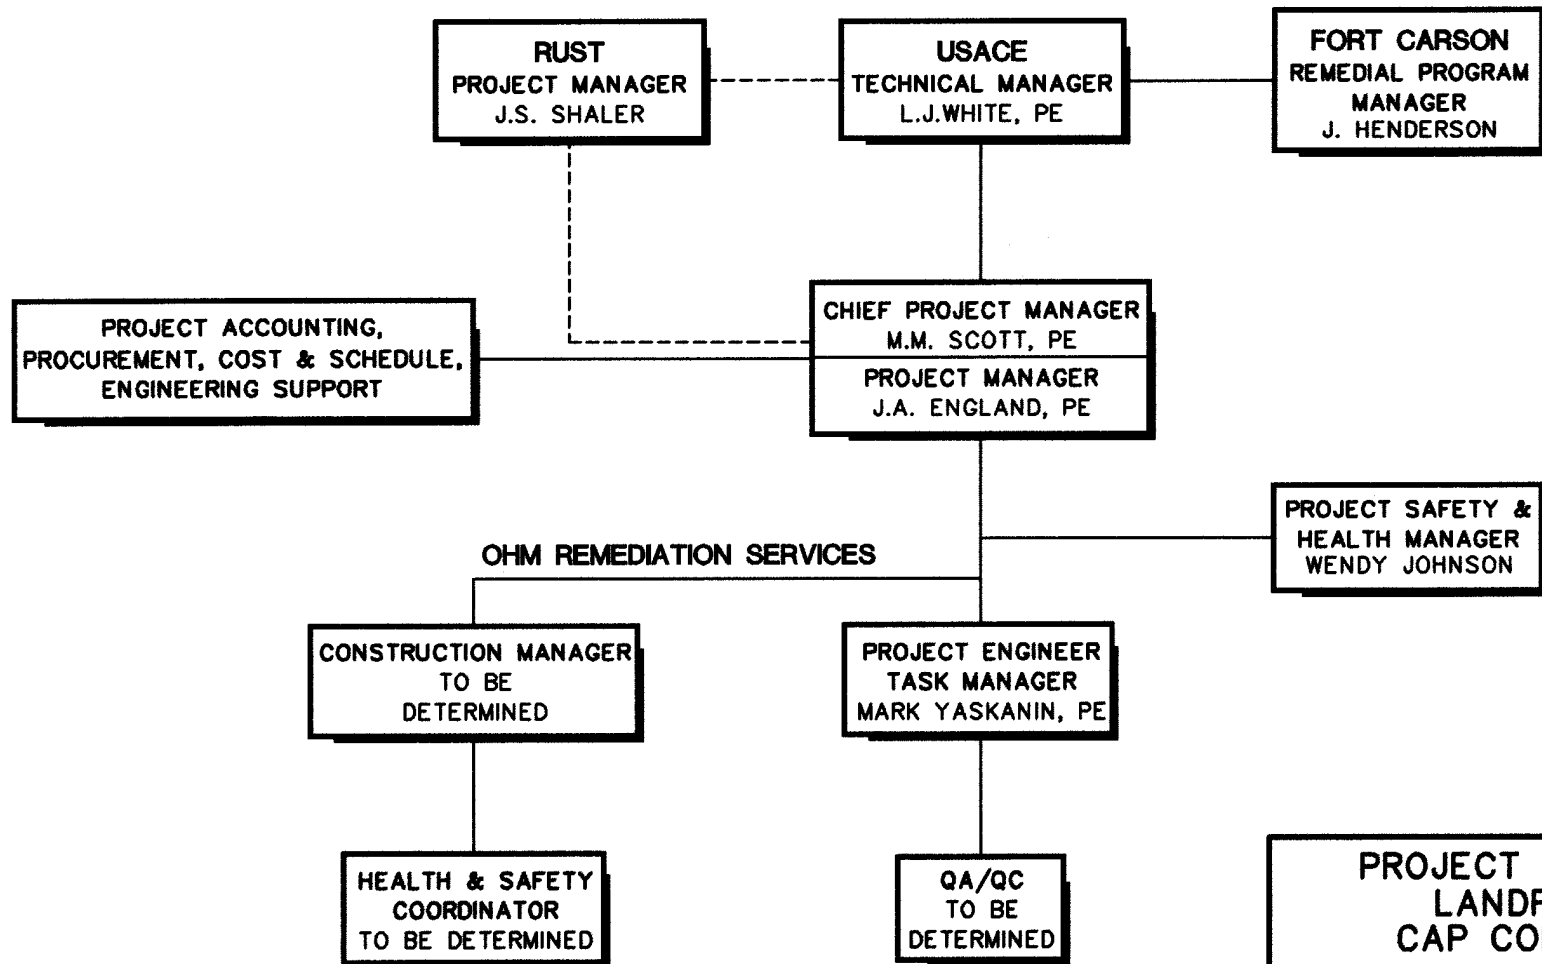 RUST
PROJECT MANAGER
J.S. SHALER
USACE
TECHNICAL MANAGER
L.J.WHITE, PE
FORT CARSON
REMEDIAL PROGRAM
MANAGER
J. HENDERSON
PROJECT ACCOUNTING,
PROCUREMENT, COST & SCHEDULE,
ENGINEERING SUPPORT
CHIEF PROJECT MANAGER
M.M. SCOTT, PE
PROJECT MANAGER
J.A. ENGLAND, PE
PROJECT SAFETY &
HEALTH MANAGER
WENDY JOHNSON
OHM REMEDIATION SERVICES
CONSTRUCTION MANAGER
TO BE
DETERMINED
PROJECT ENGINEER
TASK MANAGER
MARK YASKANIN, PE
HEALTH & SAFETY
COORDINATOR
TO BE DETERMINED
QA/QC
TO BE
DETERMINED
PROJECT
CAP